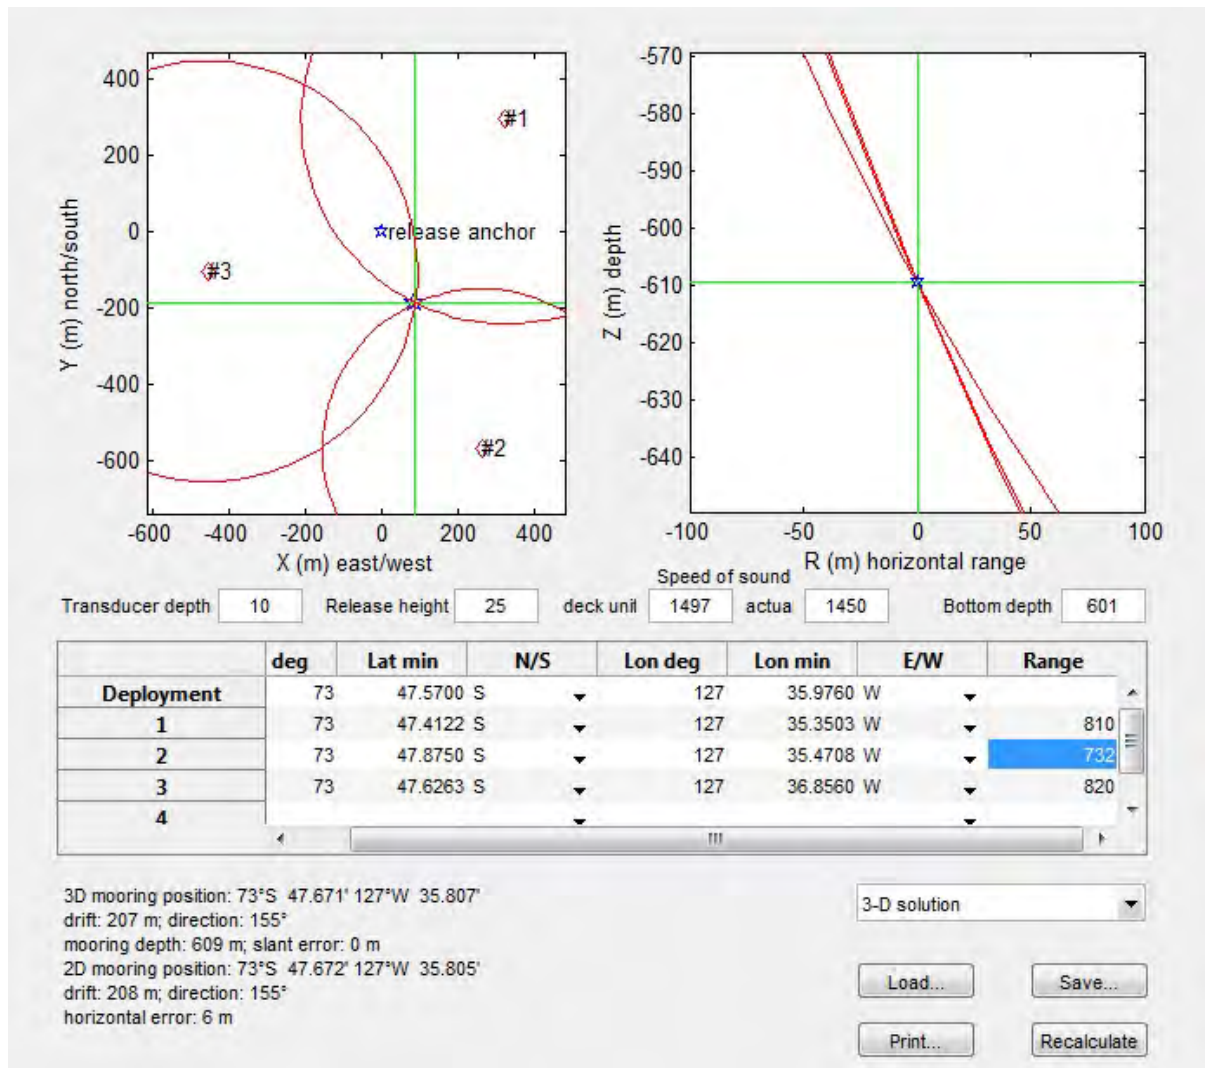 400
200
0
-200
-400
-600
Y (m) north/south
#1
release anchor
#3
#2
-600 -400 -200 0 200 400
X (m) east/west
-570
-580
-590
-600
-610
-620
-630
-640
Z (m) depth
-100 -50 0 50 100
R (m) horizontal range
Speed of sound
Transducer depth 10 Release height 25 deck unit 1497 actua 1450 Bottom depth 601
deg Lat min N/S Lon deg Lon min E/W Range
Deployment 73 47.5700 S 127 35.9760 W
1 73 47.4122 S 127 35.3503 W 810
2 73 47.8750 S 127 35.4708 W 732
3 73 47.6263 S 127 36.8560 W 820
4
3D mooring position: 73°S 47.671' 127°W 35.807'
drift: 207 m; direction: 155°
mooring depth: 609 m; slant error: 0 m
2D mooring position: 73°S 47.672' 127°W 35.805'
drift: 208 m; direction: 155°
horizontal error: 6 m
3-D solution
Load... Save...
Print... Recalculate